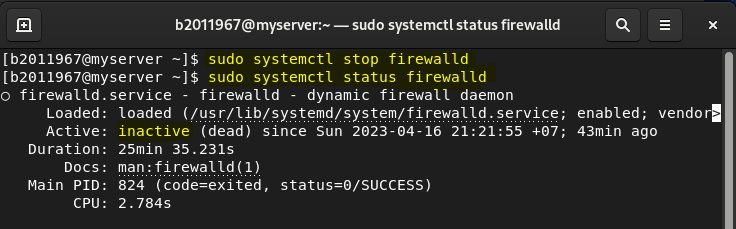 b2011967@myserver:~ — sudo systemctl status firewalld
[b2011967@myserver ~]$ sudo systemctl stop firewalld
[b2011967@myserver ~]$ sudo systemctl status firewalld
○ firewalld.service - firewalld - dynamic firewall daemon
Loaded: loaded (/usr/lib/systemd/system/firewalld.service; enabled; vendor>
Active: inactive (dead) since Sun 2023-04-16 21:21:55 +07; 43min ago
Duration: 25min 35.231s
Docs: man:firewalld(1)
Main PID: 824 (code=exited, status=0/SUCCESS)
CPU: 2.784s